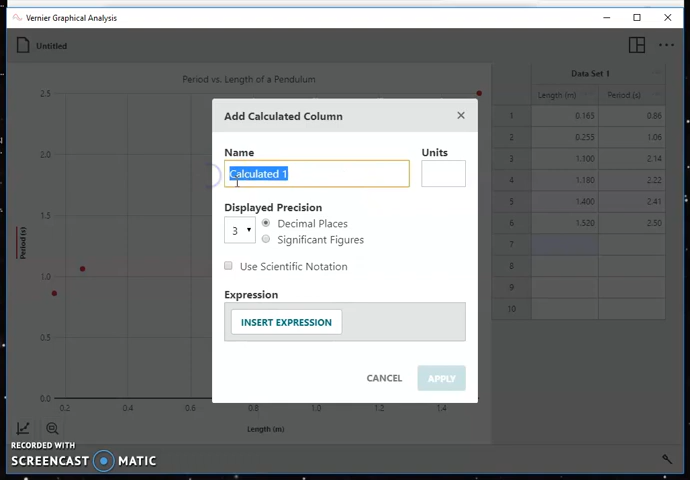 Vernier Graphical Analysis
Untitled
Period vs. Length of a Pendulum
Data Set 1
Length (m) Period (s)
1 0.165 0.86
2 0.255 1.06
3 1.100 2.14
4 1.180 2.22
5 1.400 2.41
6 1.520 2.50
7
8
9
10
2.5
2.0
1.5
1.0
0.5
0.0
Period (s)
0.2 0.4 0.6 0.8 1.0 1.2 1.4
Length (m)
Add Calculated Column
Name Units
Calculated 1
Displayed Precision
3 Decimal Places
Significant Figures
Use Scientific Notation
Expression
INSERT EXPRESSION
CANCEL APPLY
RECORDED WITH
SCREENCAST MATIC